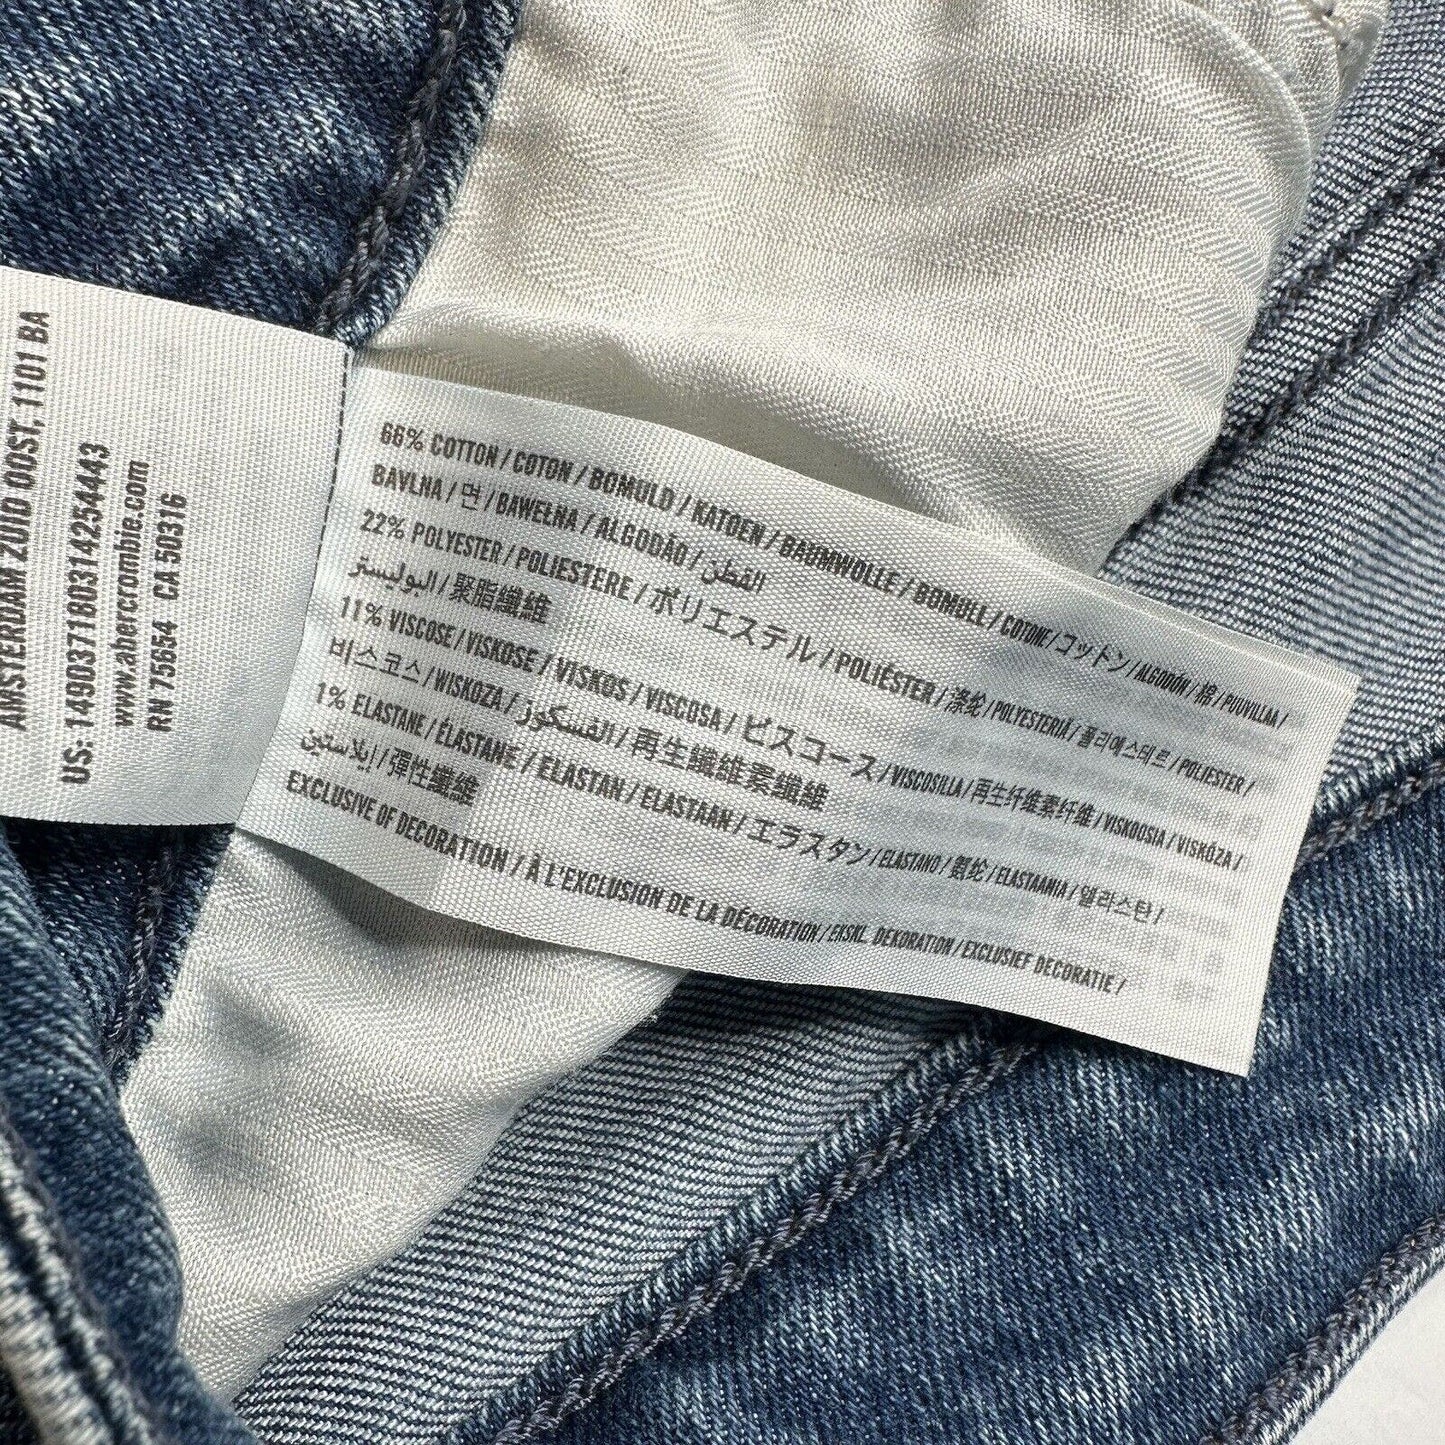 AMSTERDAM ZUID OOST, 1101 BA
US: 149037180314254443
www.abercrombie.com
RN 75654 CA 50316
66% COTTON / COTON / BOMULD / KATOEN / BAUMWOLLE / BOMULL / COTONE / コットン / ALGODÓN / 棉 / PUUVILLAA /
BAVLNA / 면 / BAWEŁNA / ALGODÃO / القطن
22% POLYESTER / POLIESTERE / ポリエステル / POLIÉSTER / 涤纶 / POLYESTERIÄ / 폴리에스테르 / POLIESTER /
البوليستر / 聚脂纖維
11% VISCOSE / VISKOSE / VISKOS / VISCOSA / ビスコース / VISCOSILLA / 再生纤维素纤维 / VISKOOSIA / VISKÓZA /
비스코스 / WISKOZA / الفسكوز / 再生纖維素纖維
1% ELASTANE / ÉLASTANE / ELASTAN / ELASTAAN / エラスタン / ELASTANO / 氨纶 / ELASTAANIA / 엘라스탄 /
إيلاستين / 彈性纖維
EXCLUSIVE OF DECORATION / À L'EXCLUSION DE LA DÉCORATION / EKSKL. DEKORATION / EXCLUSIEF DECORATIE /